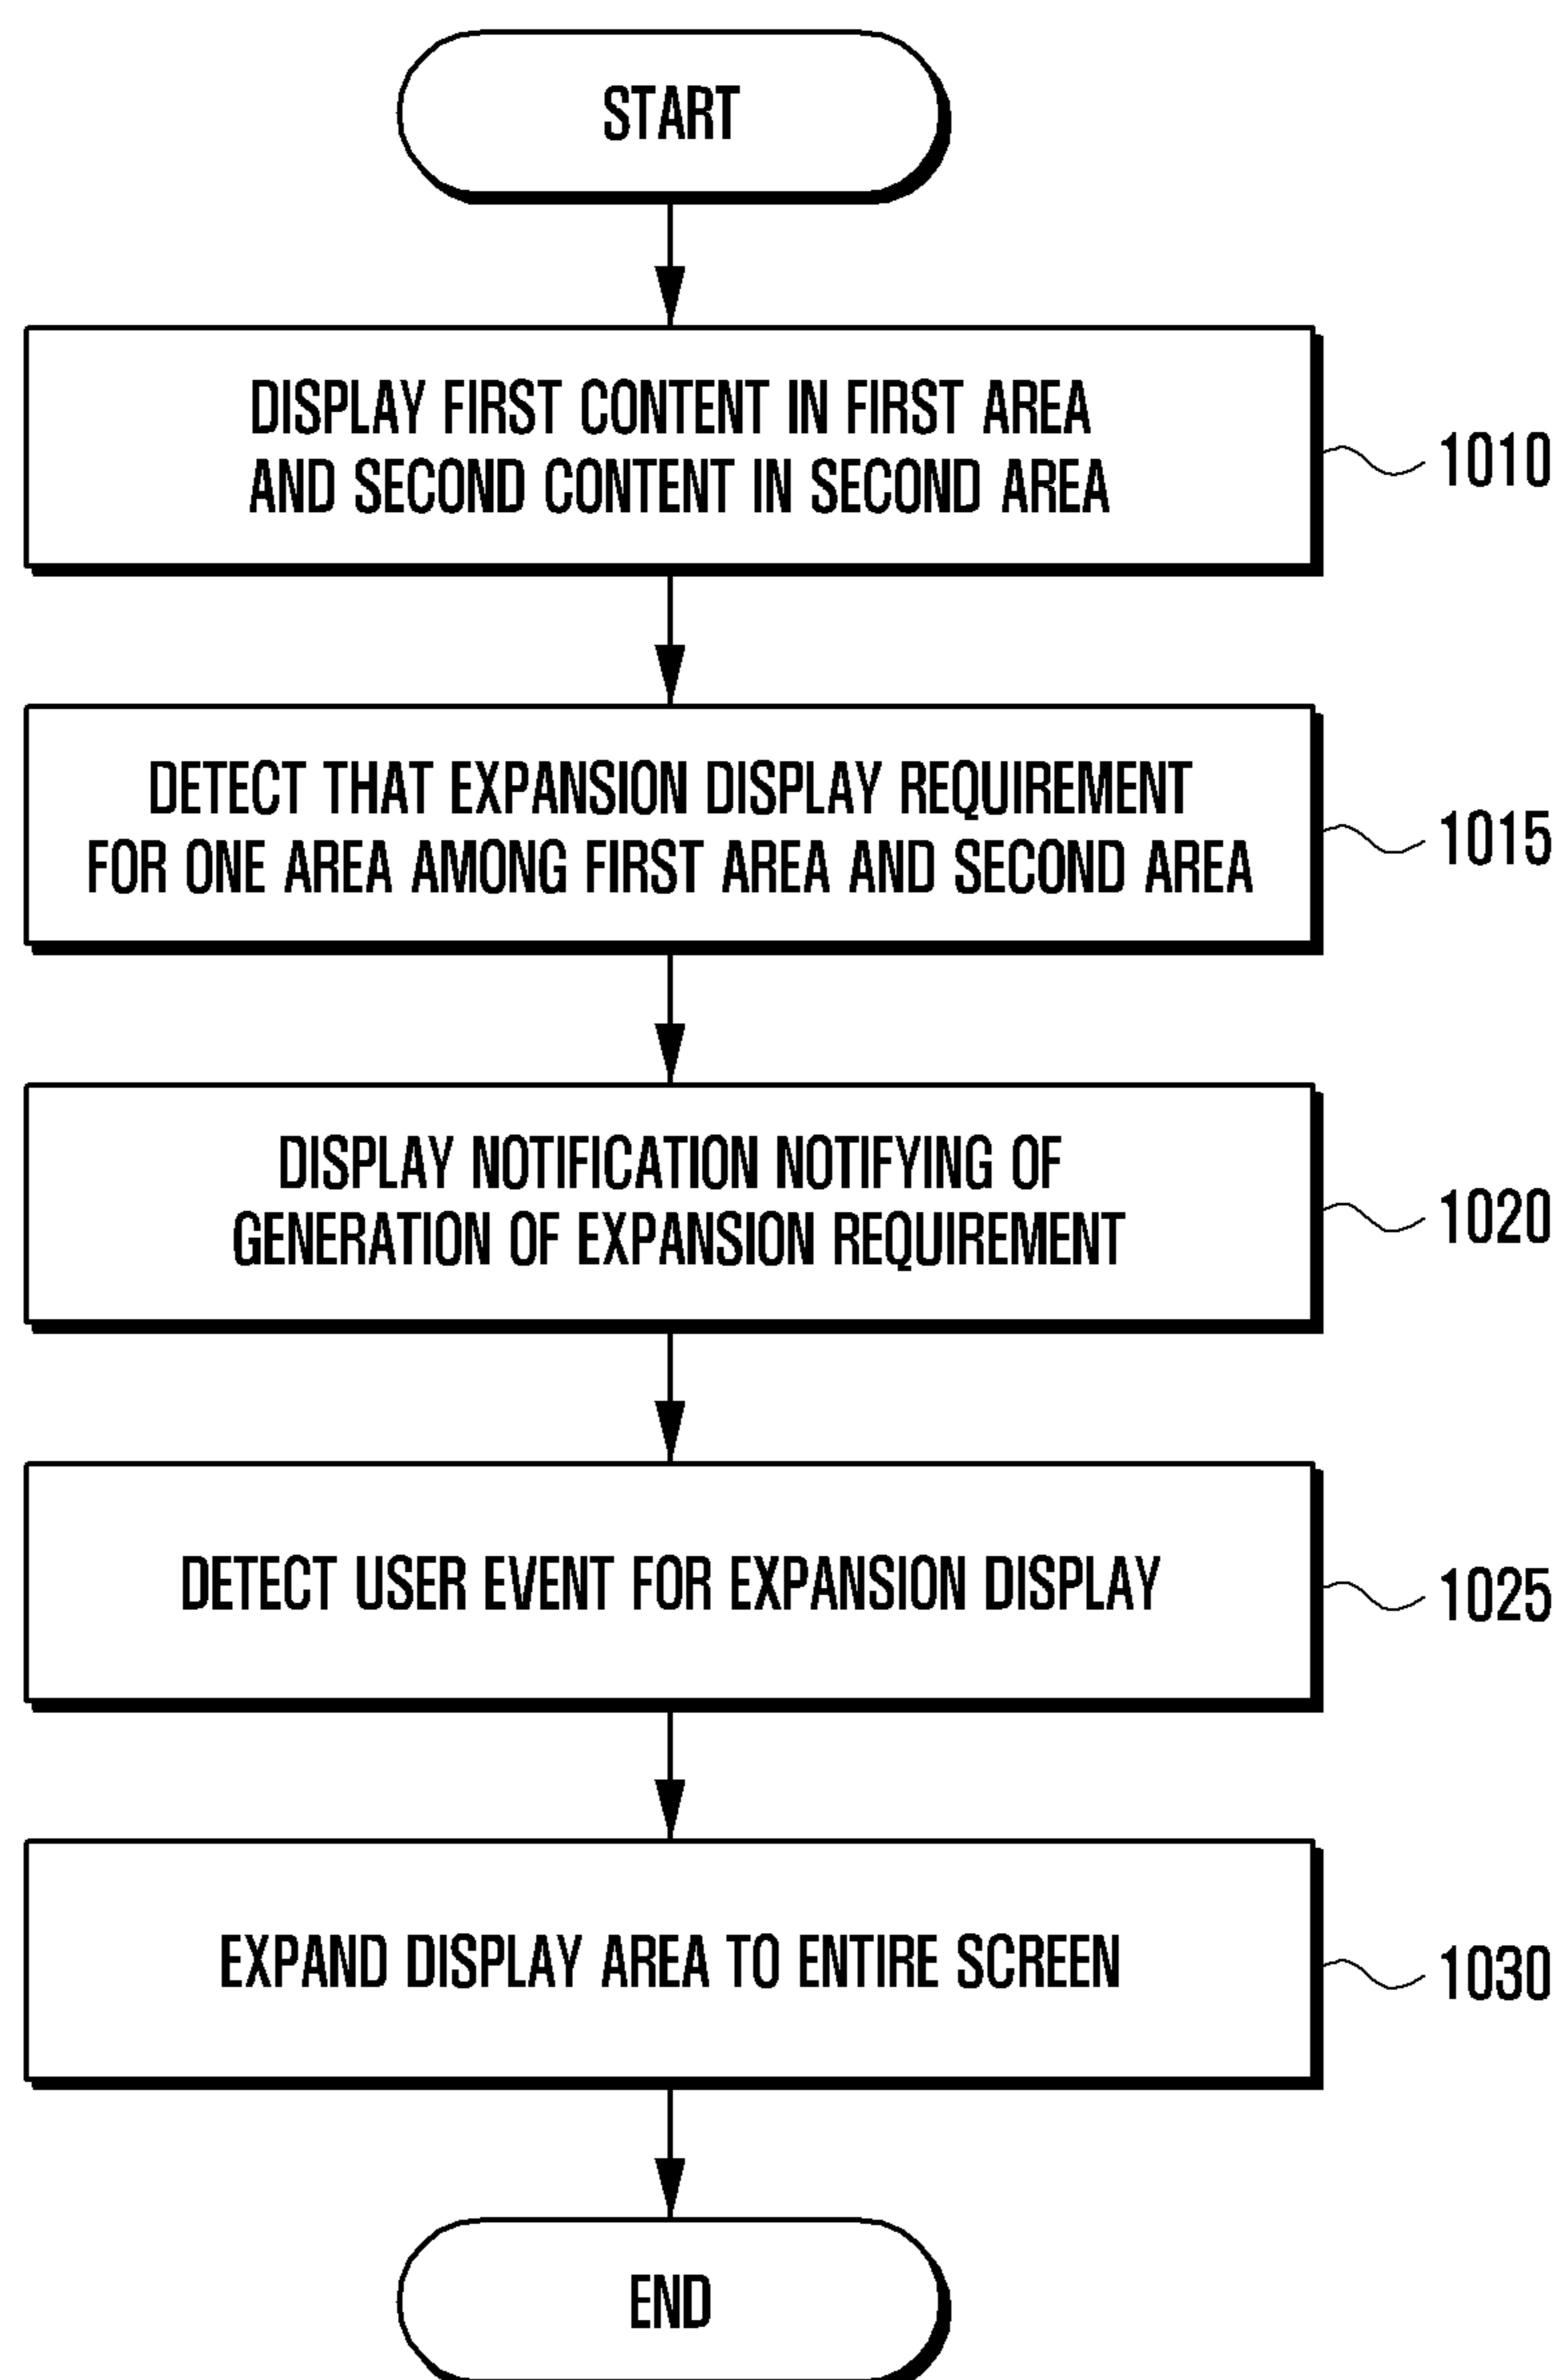 START
DISPLAY FIRST CONTENT IN FIRST AREA
AND SECOND CONTENT IN SECOND AREA
1010
DETECT THAT EXPANSION DISPLAY REQUIREMENT
FOR ONE AREA AMONG FIRST AREA AND SECOND AREA
1015
DISPLAY NOTIFICATION NOTIFYING OF
GENERATION OF EXPANSION REQUIREMENT
1020
DETECT USER EVENT FOR EXPANSION DISPLAY
1025
EXPAND DISPLAY AREA TO ENTIRE SCREEN
1030
END